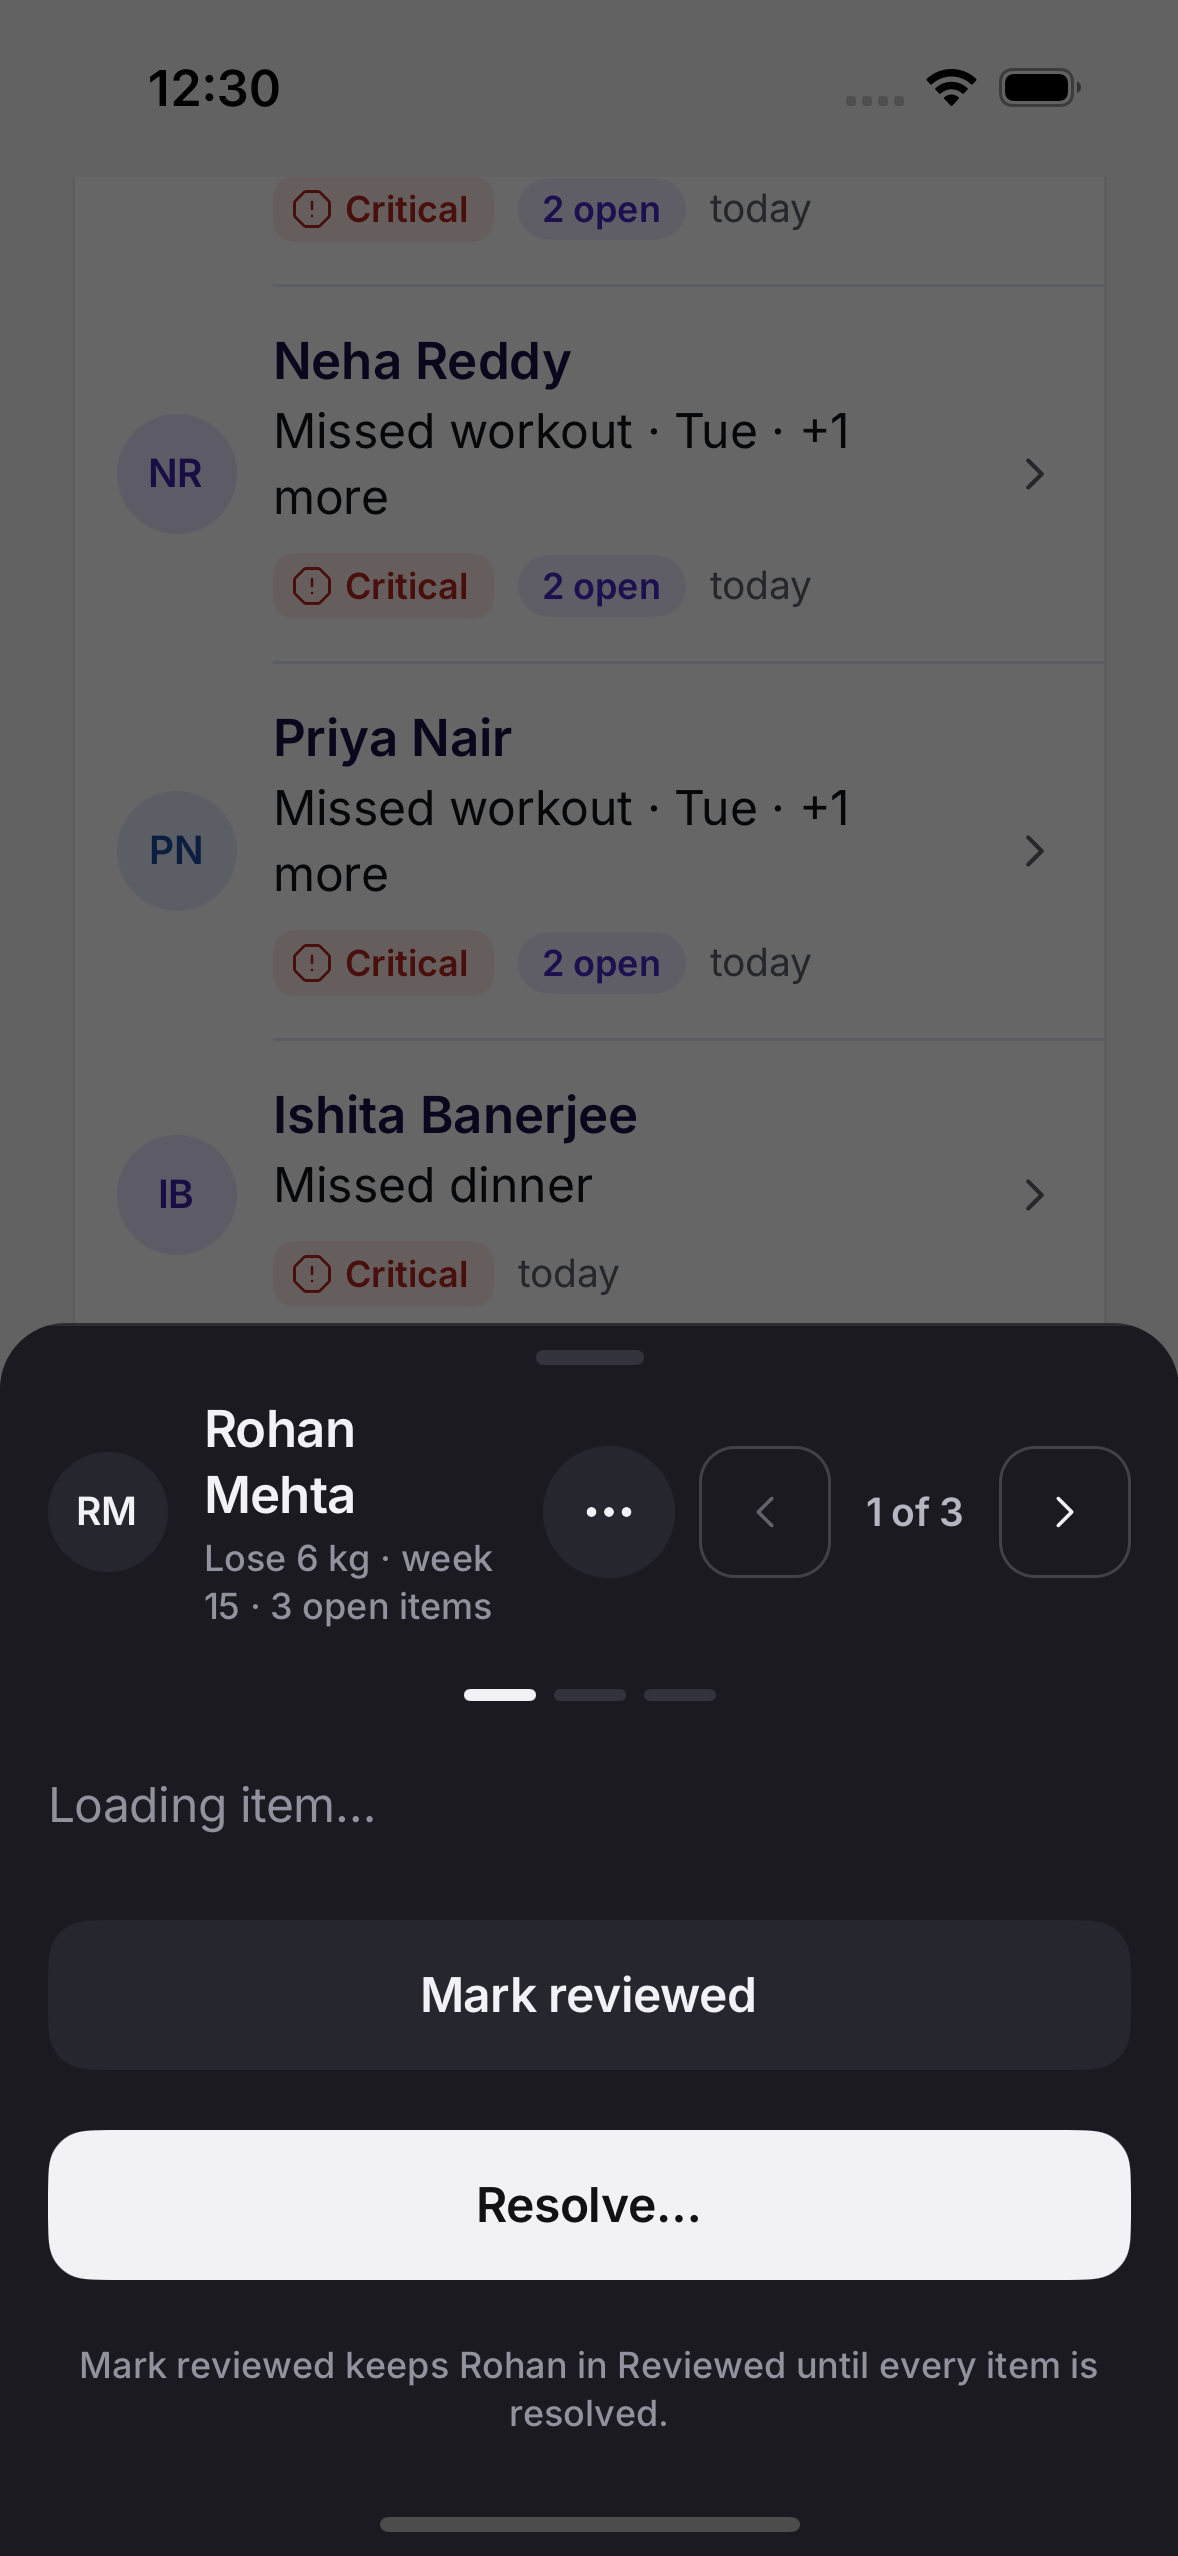 12:30
Critical 2 open today
Neha Reddy
Missed workout · Tue · +1
more
NR
Critical 2 open today
Priya Nair
Missed workout · Tue · +1
more
PN
Critical 2 open today
Ishita Banerjee
Missed dinner
IB
Critical today
Rohan
Mehta
RM
Lose 6 kg · week
15 · 3 open items
1 of 3
Loading item...
Mark reviewed
Resolve...
Mark reviewed keeps Rohan in Reviewed until every item is
resolved.